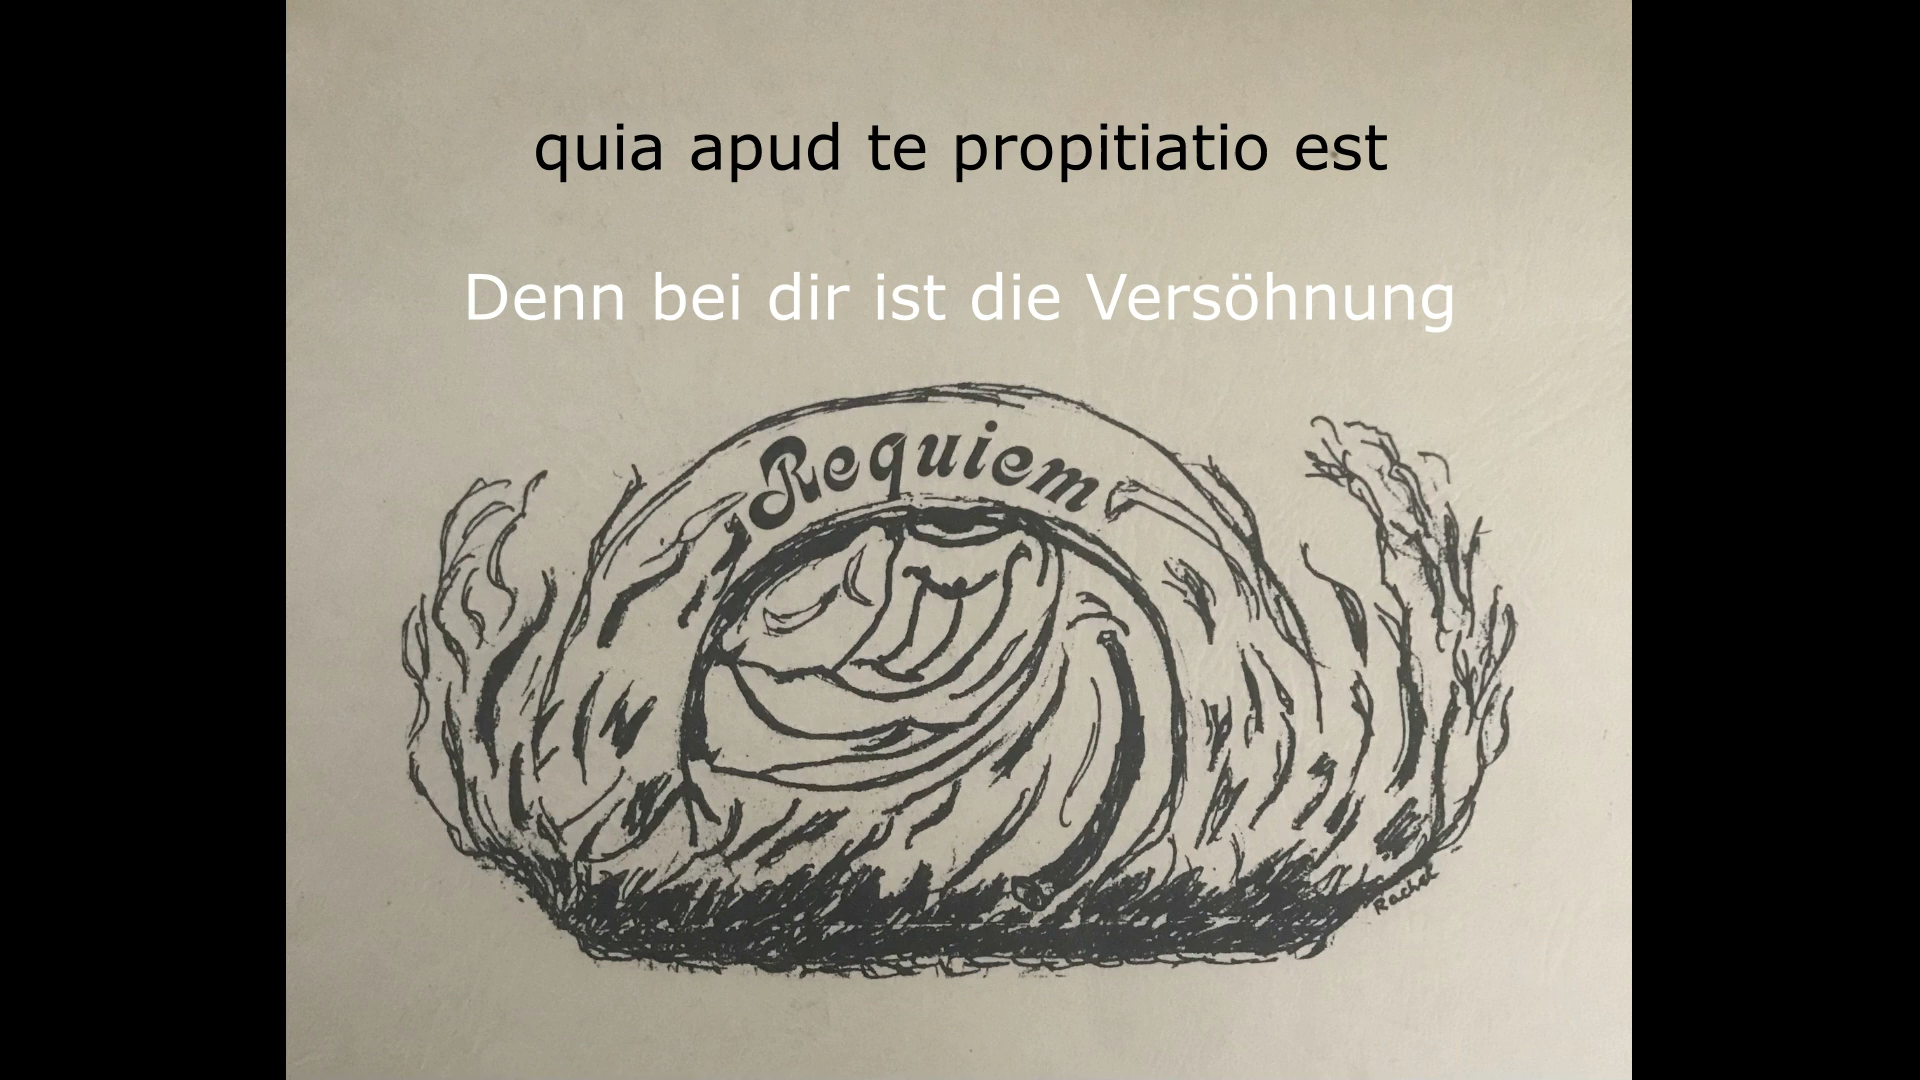 quia apud te propitiatio est
Denn bei dir ist die Versöhnung
Requiem
Rachel